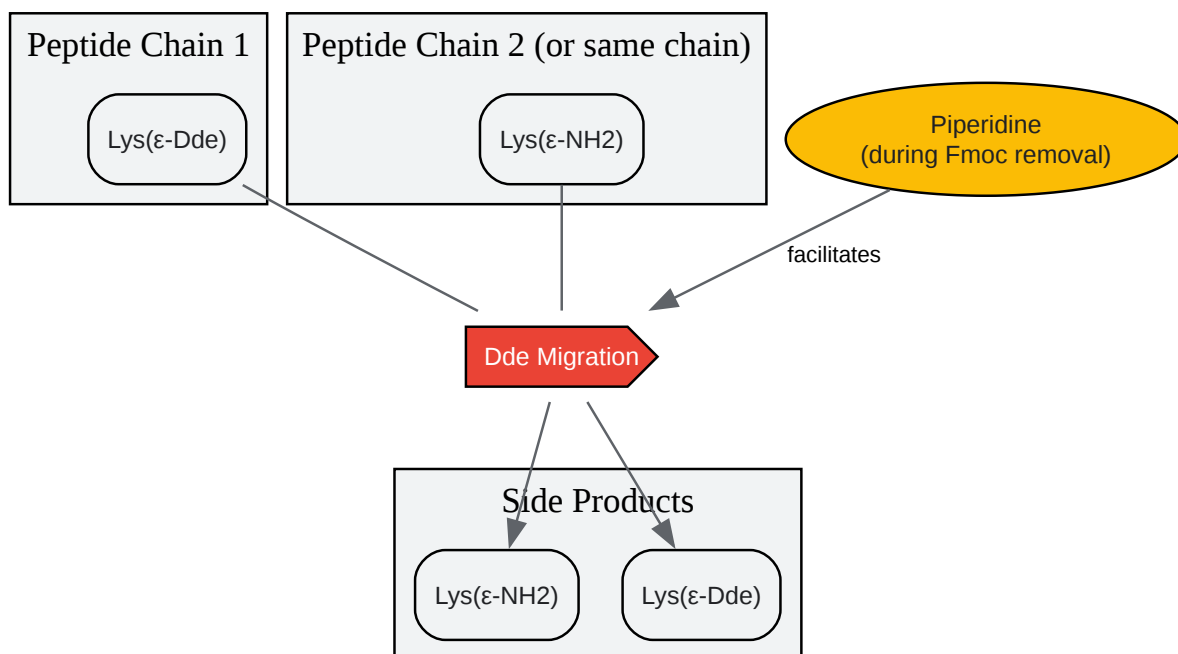 Peptide Chain 1
Peptide Chain 2 (or same chain)
Lys(ε-Dde)
Lys(ε-NH2)
Piperidine
(during Fmoc removal)
facilitates
Dde Migration
Side Products
Lys(ε-NH2)
Lys(ε-Dde)